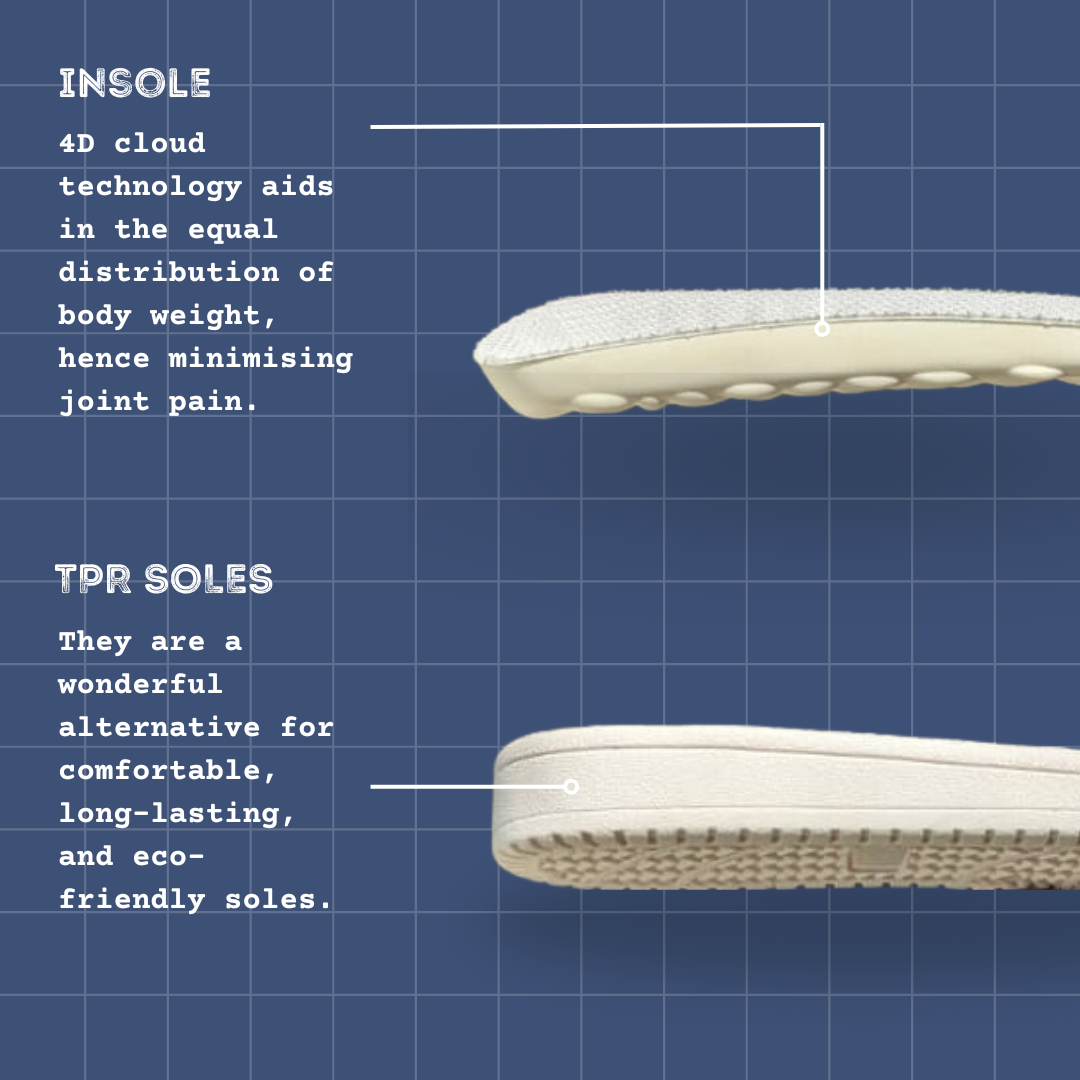 INSOLE
4D cloud
technology aids
in the equal
distribution of
body weight,
hence minimising
joint pain.
TPR SOLES
They are a
wonderful
alternative for
comfortable,
long-lasting,
and eco-
friendly soles.